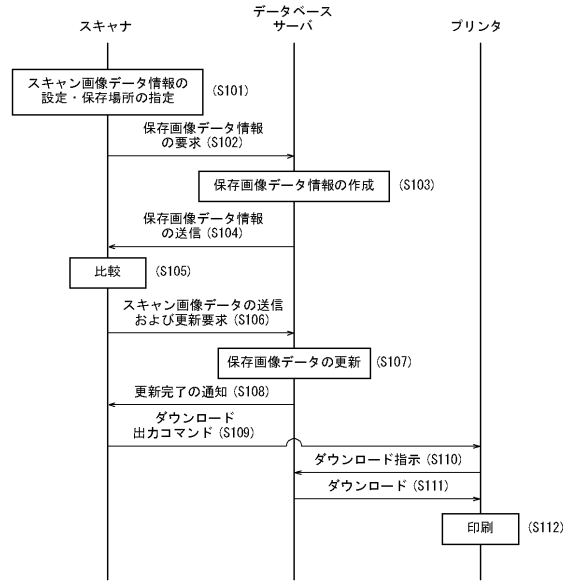 スキャナ
データベース
サーバ
プリンタ
スキャン画像データ情報の
設定・保存場所の指定
(S101)
保存画像データ情報
の要求 (S102)
保存画像データ情報の作成
(S103)
保存画像データ情報
の送信 (S104)
比較
(S105)
スキャン画像データの送信
および更新要求 (S106)
保存画像データの更新
(S107)
更新完了の通知 (S108)
ダウンロード
出力コマンド (S109)
ダウンロード指示 (S110)
ダウンロード (S111)
印刷
(S112)